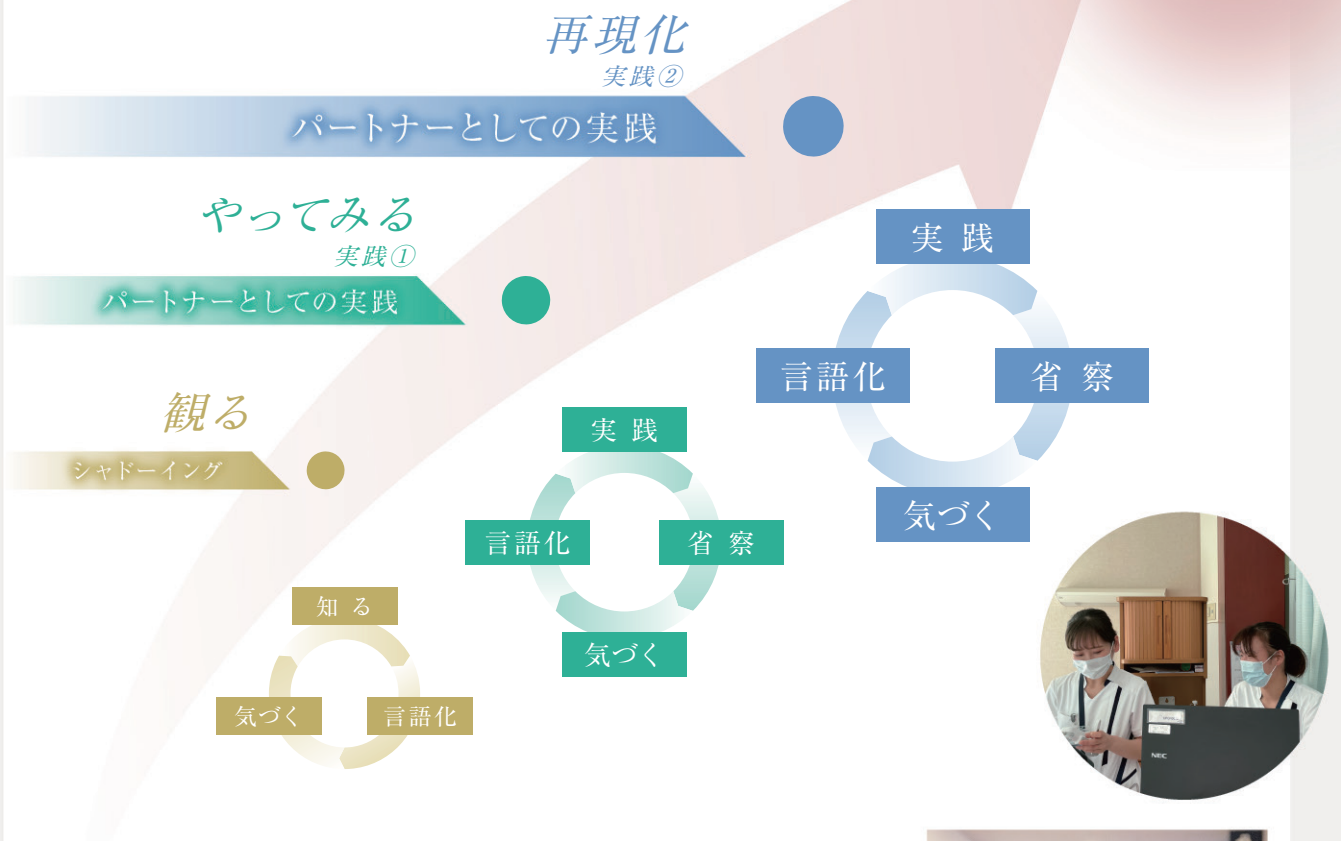 再現化
実践②
パートナーとしての実践
やってみる
実践①
パートナーとしての実践
観る
シャドーイング
実践
言語化
省察
気づく
実践
言語化
省察
気づく
知る
気づく
言語化
NEC